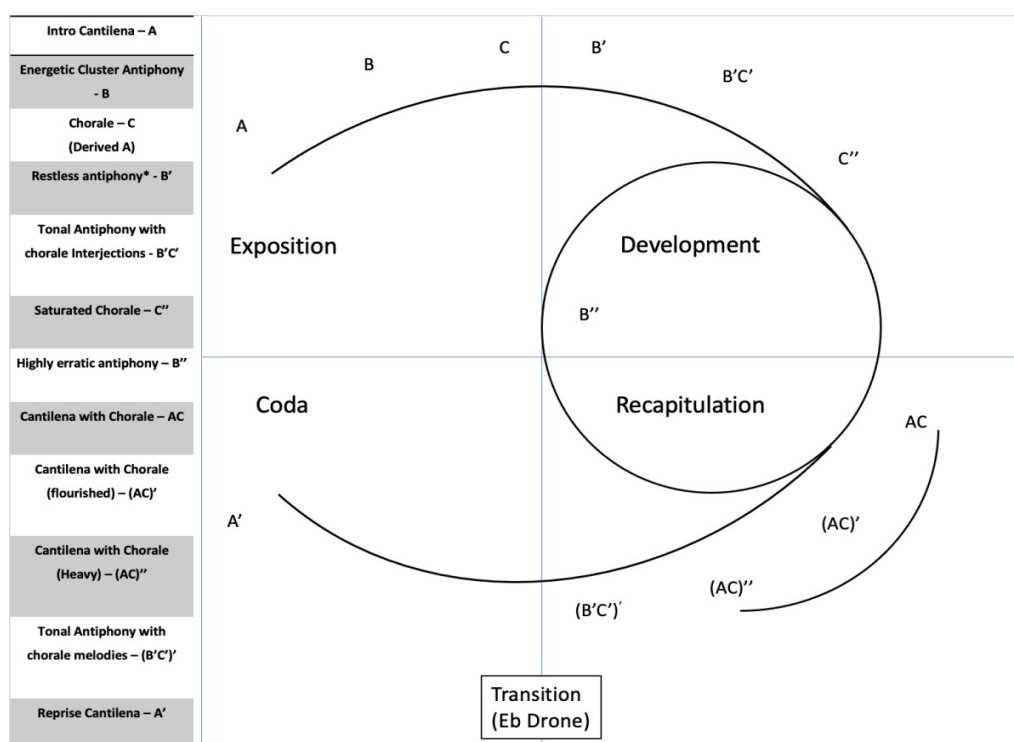 Intro Cantilena – A
Energetic Cluster Antiphony
- B
Chorale – C
(Derived A)
Restless antiphony* - B’
Tonal Antiphony with
chorale Interjections - B’C’
Saturated Chorale – C’’
Highly erratic antiphony – B’’
Cantilena with Chorale – AC
Cantilena with Chorale
(flourished) – (AC)’
Cantilena with Chorale
(Heavy) – (AC)’’
Tonal Antiphony with
chorale melodies – (B’C’)’
Reprise Cantilena – A’
A
B
C
B’
B’C’
C’’
Exposition
Development
B’’
Coda
Recapitulation
AC
(AC)’
(AC)’’
(B’C’)’
A’
Transition
(Eb Drone)